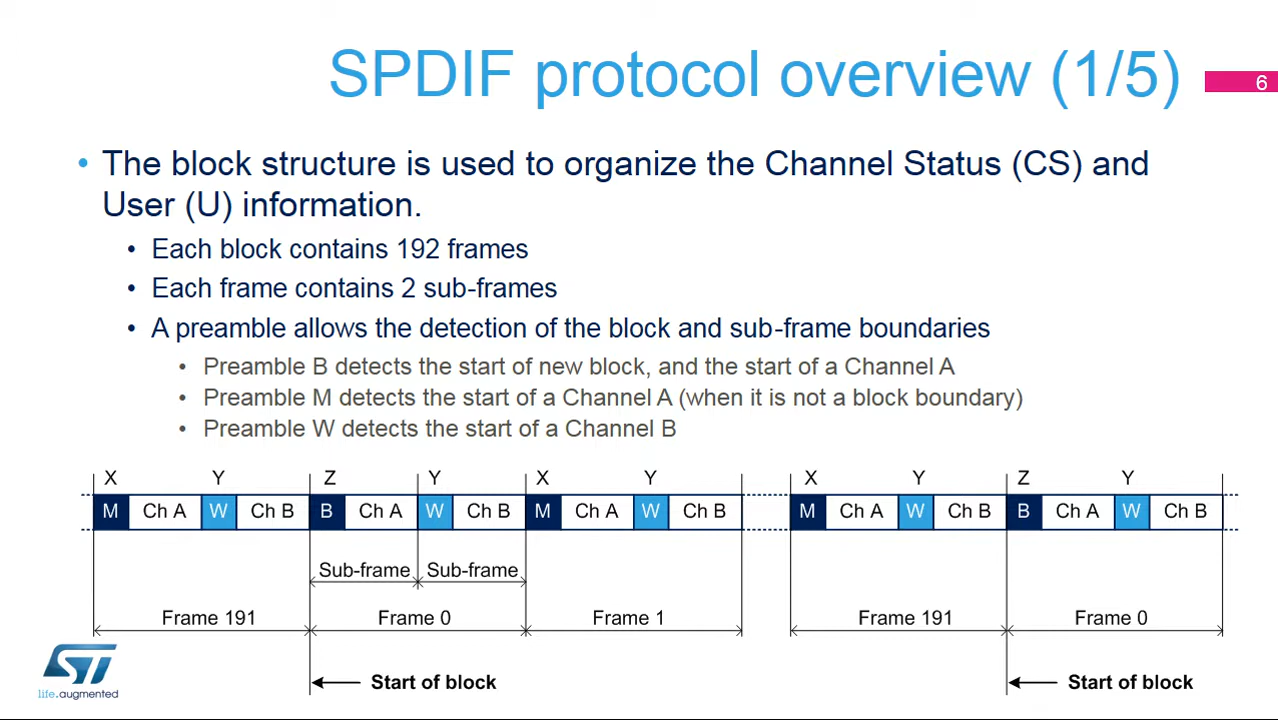 SPDIF protocol overview (1/5)
6
• The block structure is used to organize the Channel Status (CS) and
User (U) information.
• Each block contains 192 frames
• Each frame contains 2 sub-frames
• A preamble allows the detection of the block and sub-frame boundaries
• Preamble B detects the start of new block, and the start of a Channel A
• Preamble M detects the start of a Channel A (when it is not a block boundary)
• Preamble W detects the start of a Channel B
X Y Z Y X Y X Y Z Y
M Ch A W Ch B B Ch A W Ch B M Ch A W Ch B M Ch A W Ch B B Ch A W Ch B
Sub-frame Sub-frame
Frame 191 Frame 0 Frame 1 Frame 191 Frame 0
ST
life.augmented
Start of block Start of block